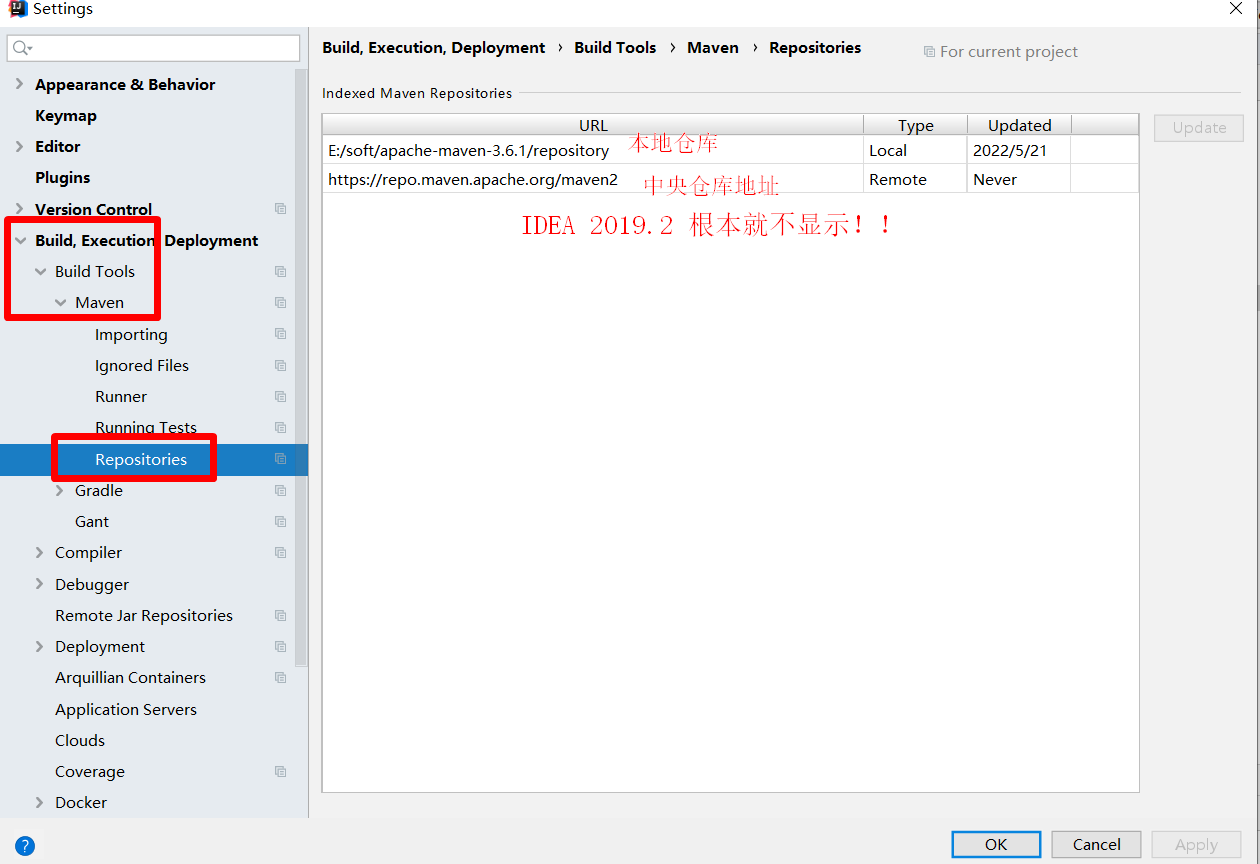 Settings
Build, Execution, Deployment › Build Tools › Maven › Repositories
For current project
Appearance & Behavior
Keymap
Editor
Plugins
Version Control
Build, Execution, Deployment
Build Tools
Maven
Importing
Ignored Files
Runner
Running Tests
Repositories
Gradle
Gant
Compiler
Debugger
Remote Jar Repositories
Deployment
Arquillian Containers
Application Servers
Clouds
Coverage
Docker
Indexed Maven Repositories
URL Type Updated
E:/soft/apache-maven-3.6.1/repository 本地仓库 Local 2022/5/21
https://repo.maven.apache.org/maven2 中央仓库地址 Remote Never
IDEA 2019.2 根本就不显示！！
Update
?
OK Cancel Apply